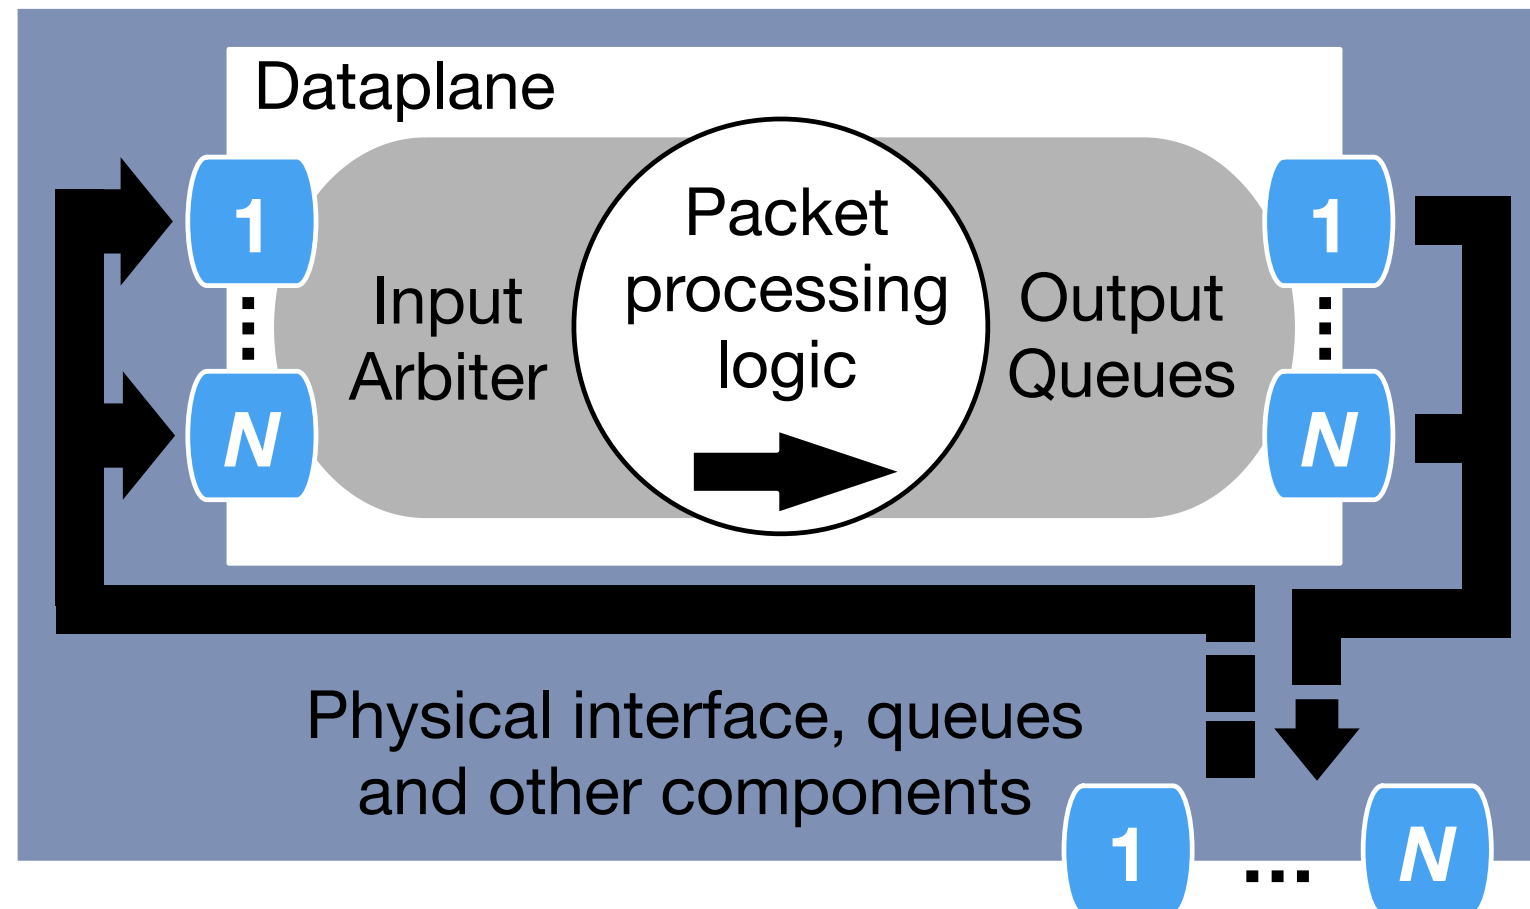 Dataplane
1
N
Input
Arbiter
Packet
processing
logic
Output
Queues
1
N
Physical interface, queues
and other components
1 ... N